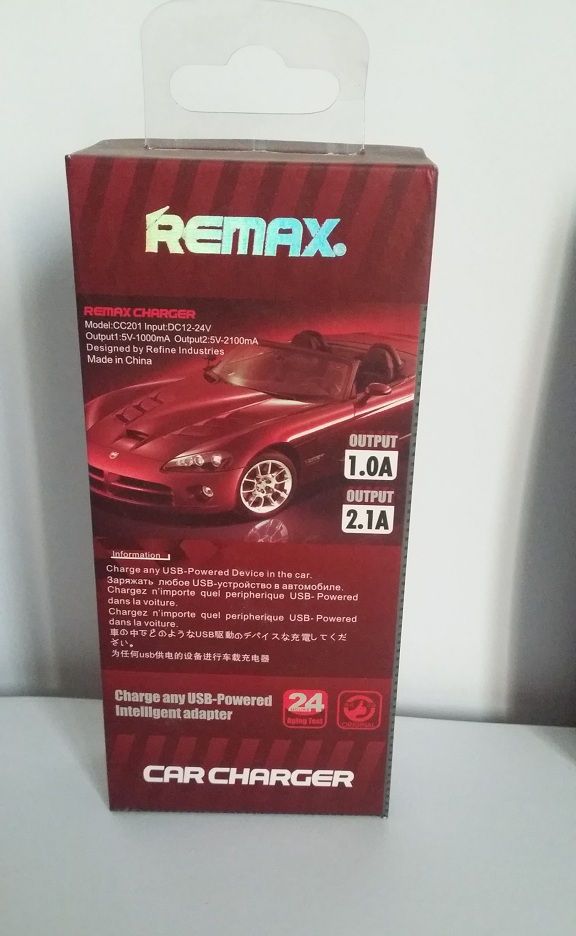 REMAX.
REMAX CHARGER
Model:CC201 Input:DC12-24V
Output1:5V-1000mA Output2:5V-2100mA
Designed by Refine Industries
Made in China
OUTPUT
1.0A
OUTPUT
2.1A
Information
Charge any USB-Powered Device in the car.
Заряжать любое USB-устройство в автомобиле.
Chargez n'importe quel peripherique USB-Powered
dans la voiture.
Chargez n'importe quel peripherique USB-Powered
dans la voiture.
車の中でどのようなUSB駆動のデバイスな充電してくだ
ざい。
为任何usb供电的设备进行车载充电器
Charge any USB-Powered
Intelligent adapter
24
HOURS
Aging Test
ORIGINAL
CAR CHARGER